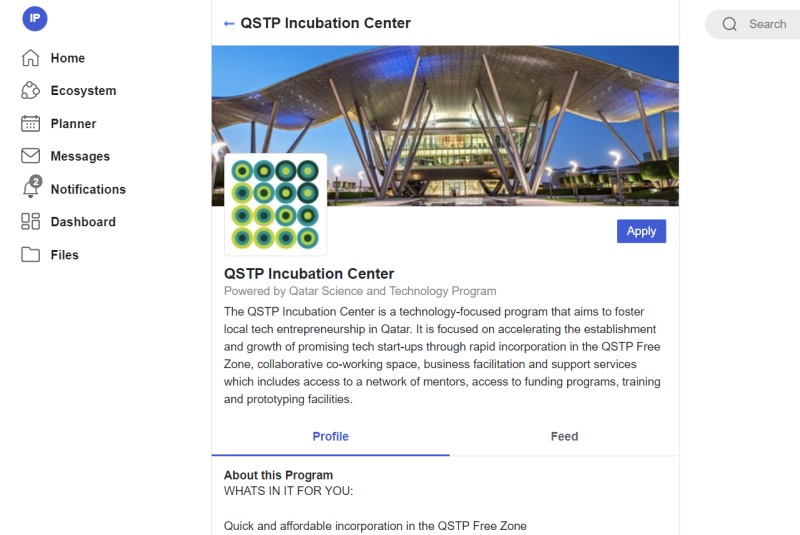 IP
Home
Ecosystem
Planner
Messages
2
Notifications
Dashboard
Files
← QSTP Incubation Center
Search
Apply
QSTP Incubation Center
Powered by Qatar Science and Technology Program
The QSTP Incubation Center is a technology-focused program that aims to foster
local tech entrepreneurship in Qatar. It is focused on accelerating the establishment
and growth of promising tech start-ups through rapid incorporation in the QSTP Free
Zone, collaborative co-working space, business facilitation and support services
which includes access to a network of mentors, access to funding programs, training
and prototyping facilities.
Profile
Feed
About this Program
WHATS IN IT FOR YOU:
Quick and affordable incorporation in the QSTP Free Zone